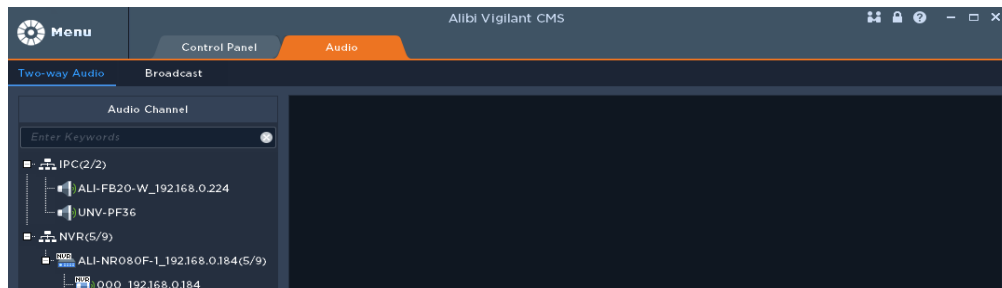 Alibi Vigilant CMS
Menu
Control Panel
Audio
Two-way Audio
Broadcast
Audio Channel
Enter Keywords
IPC(2/2)
ALI-FB20-W_192.168.0.224
UNV-PF36
NVR(5/9)
NVR ALI-NR080F-1_192.168.0.184(5/9)
NVR 000_192.168.0.184